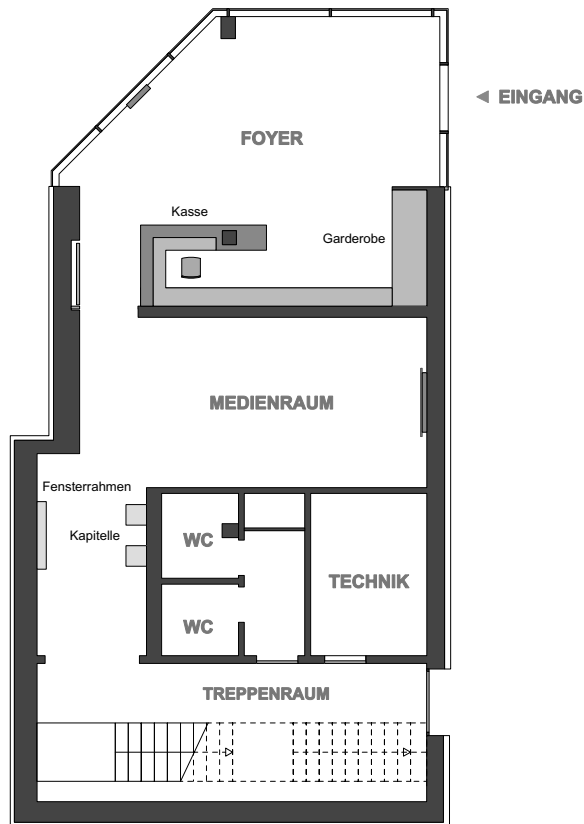 EINGANG
FOYER
Kasse
Garderobe
MEDIENRAUM
Fensterrahmen
Kapitelle
WC
TECHNIK
WC
TREPPENRAUM